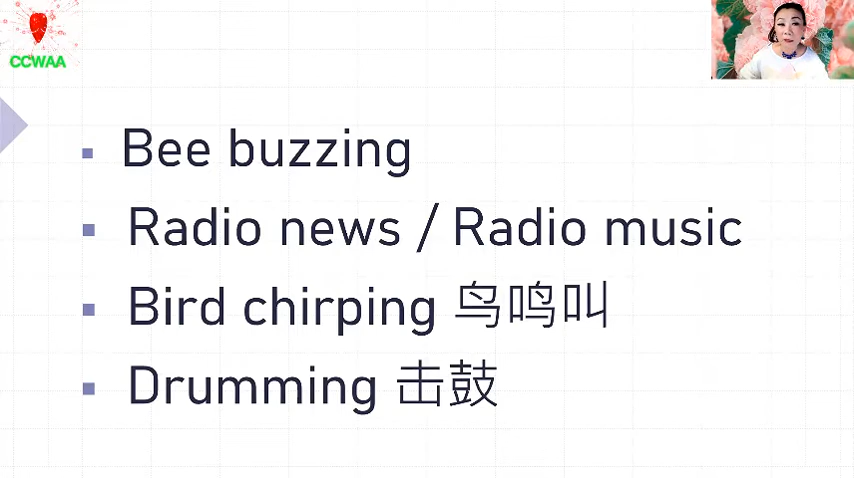 CCWAA
Bee buzzing
Radio news / Radio music
Bird chirping 鸟鸣叫
Drumming 击鼓